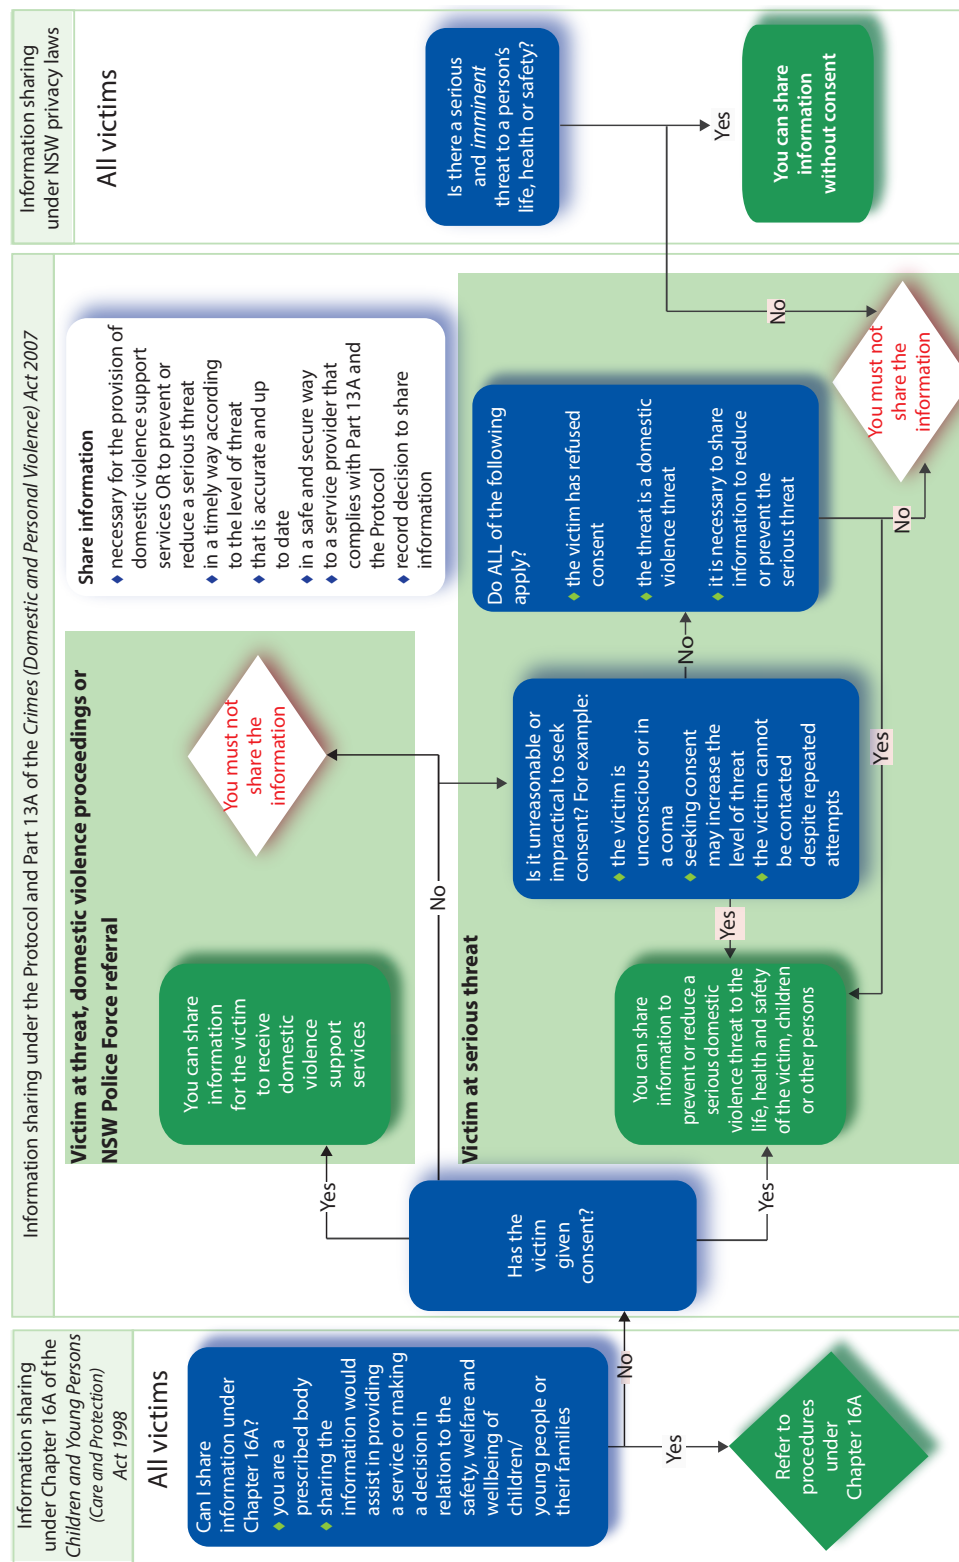 Information sharing
under Chapter 16A of the
Children and Young Persons
(Care and Protection)
Act 1998
All victims
Can I share
information under
Chapter 16A?
you are a
prescribed body
sharing the
information would
assist in providing
a service or making
a decision in
relation to the
safety, welfare and
wellbeing of
children/
young people or
their families
No
Yes
Refer to
procedures
under
Chapter 16A
Information sharing under the Protocol and Part 13A of the Crimes (Domestic and Personal Violence) Act 2007
Has the
victim
given
consent?
Yes
No
Yes
Victim at threat, domestic violence proceedings or
NSW Police Force referral
You can share
information
for the victim
to receive
domestic
violence
support
services
You must not
share the
information
Share information
necessary for the provision of
domestic violence support
services OR to prevent or
reduce a serious threat
in a timely way according
to the level of threat
that is accurate and up
to date
in a safe and secure way
to a service provider that
complies with Part 13A and
the Protocol
record decision to share
information
Victim at serious threat
You can share
information to
prevent or reduce a
serious domestic
violence threat to the
life, health and safety
of the victim, children
or other persons
Yes
Is it unreasonable or
impractical to seek
consent? For example:
the victim is
unconscious or in
a coma
seeking consent
may increase the
level of threat
the victim cannot
be contacted
despite repeated
attempts
No
Do ALL of the following
apply?
the victim has refused
consent
the threat is a domestic
violence threat
it is necessary to share
information to reduce
or prevent the
serious threat
Yes
No
You must not
share the
information
Information sharing
under NSW privacy laws
All victims
Is there a serious
and imminent
threat to a person's
life, health or safety?
No
Yes
You can share
information
without consent